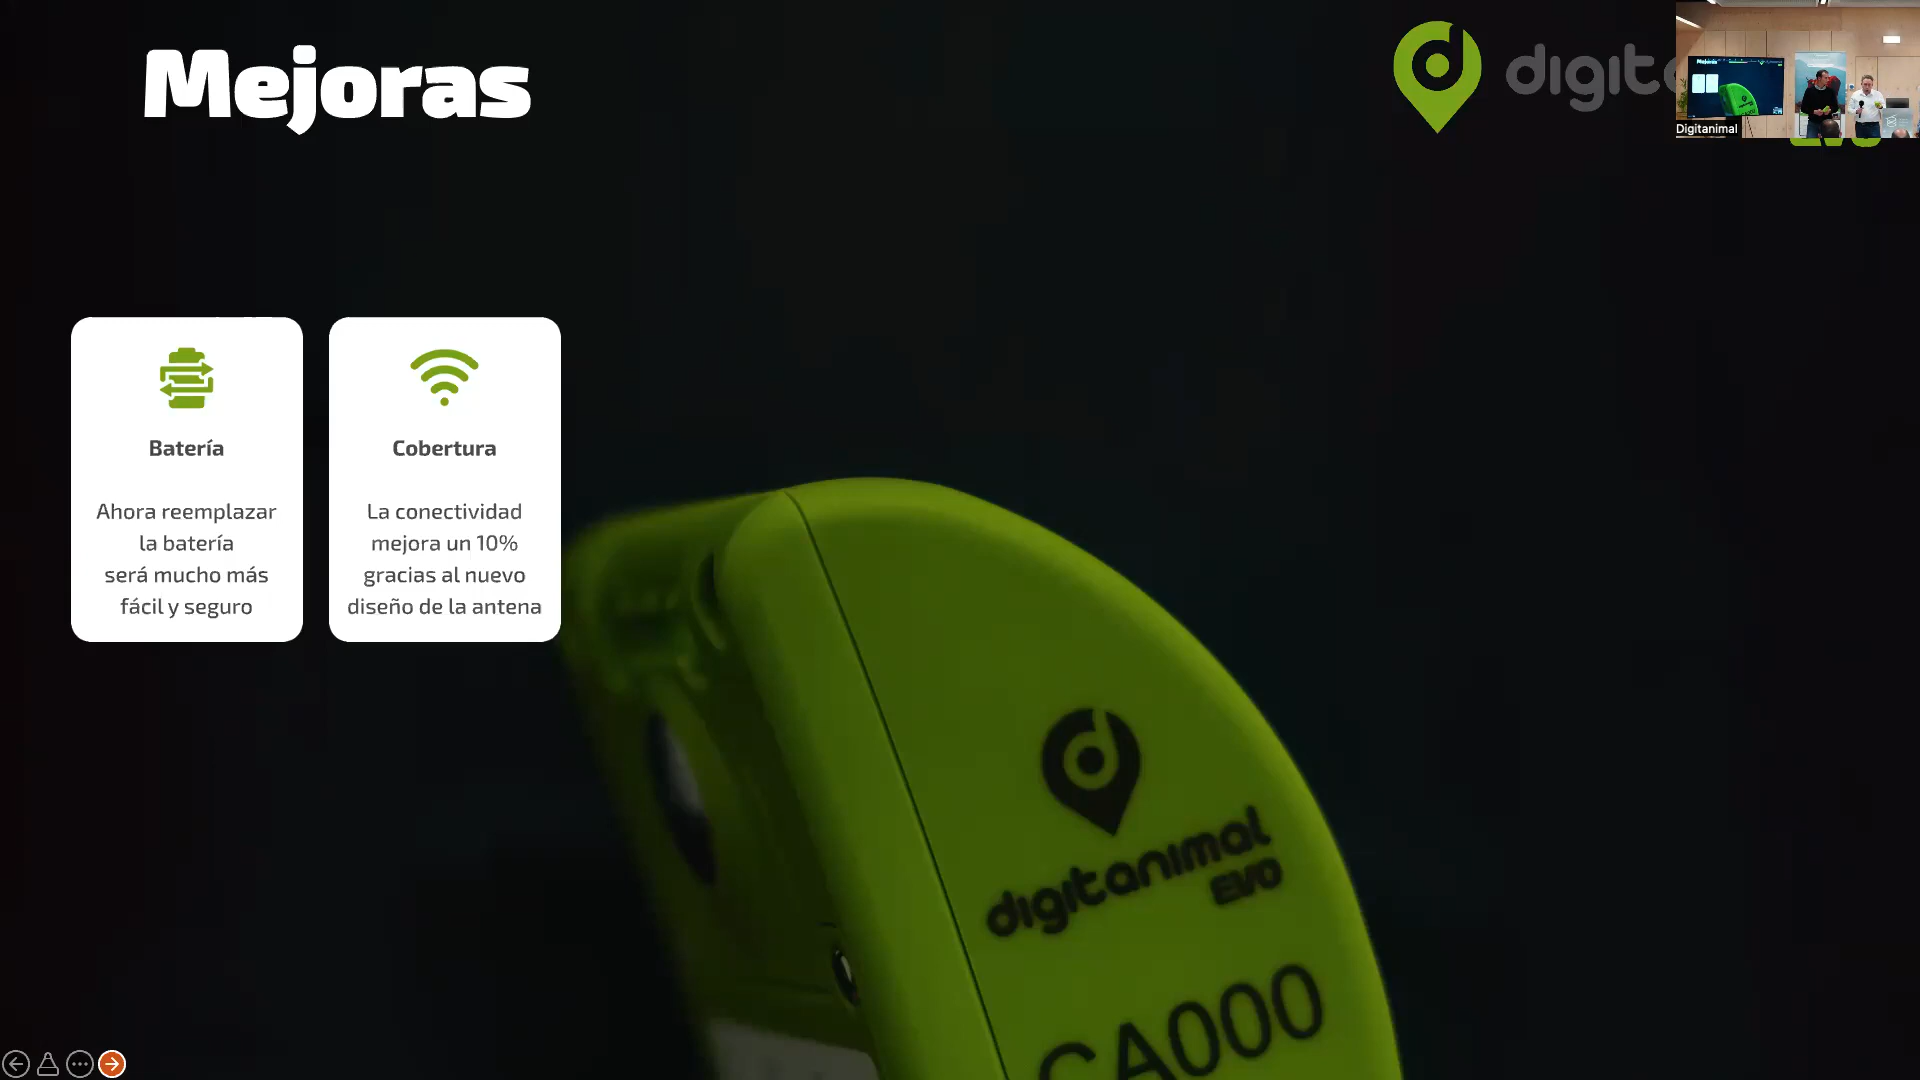 Mejoras
digit
Digitanimal
Batería
Ahora reemplazar
la batería
será mucho más
fácil y seguro
Cobertura
La conectividad
mejora un 10%
gracias al nuevo
diseño de la antena
digitanimal
EVO
CA000